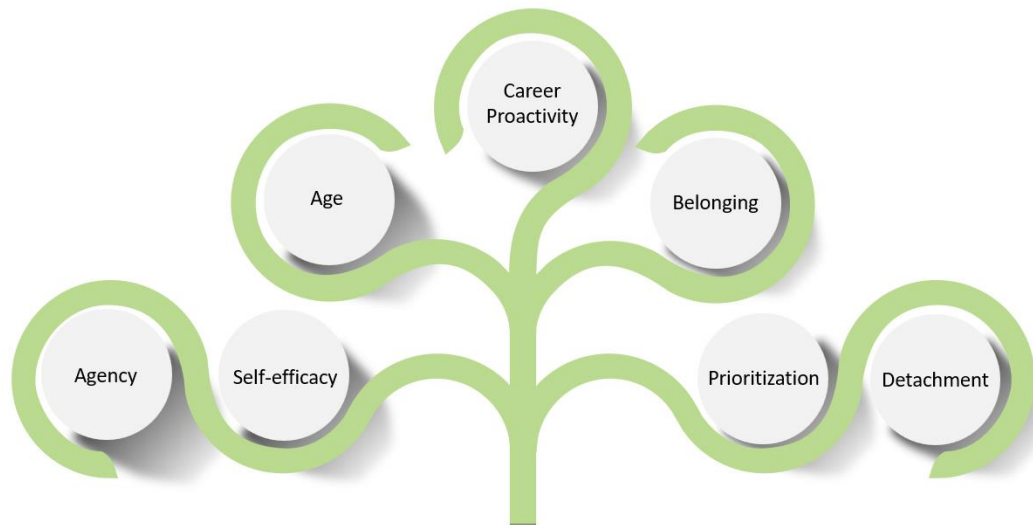 Career
Proactivity
Age
Belonging
Agency
Self-efficacy
Prioritization
Detachment